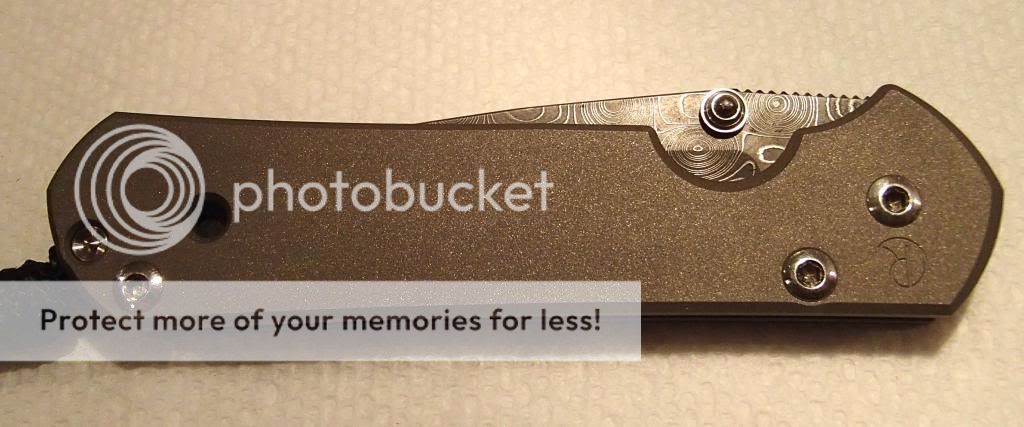 photobucket
Protect more of your memories for less!